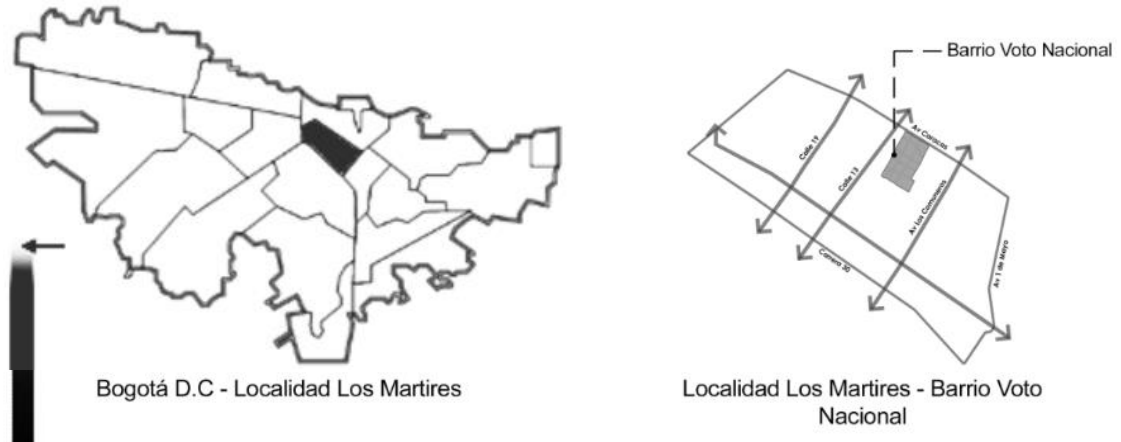 Barrio Voto Nacional
Av Caracas
Calle 19
Calle 13
Av Los Comuneros
Carrera 30
Av 1 de Mayo
Bogotá D.C - Localidad Los Martires
Localidad Los Martires - Barrio Voto
Nacional